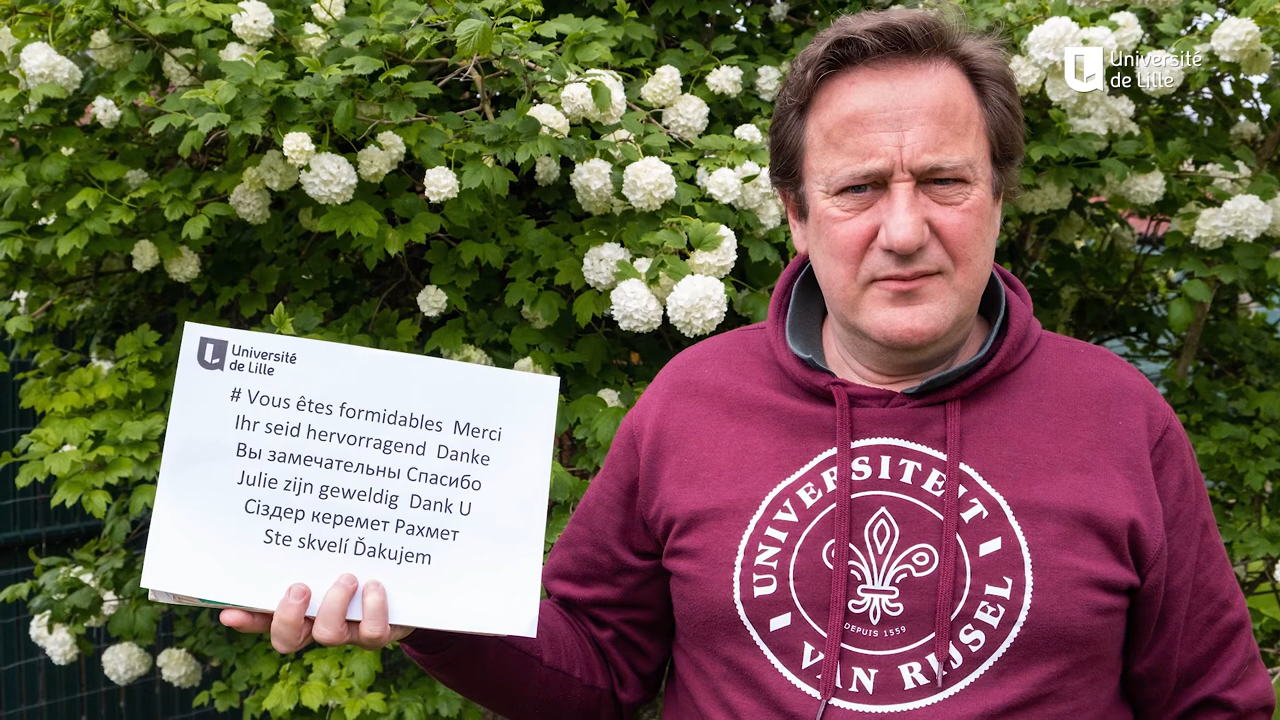 Université
de Lille
Université
de Lille
# Vous êtes formidables Merci
Ihr seid hervorragend Danke
Вы замечательны Спасибо
Julie zijn geweldig Dank U
Сіздер керемет Рахмет
Ste skvelí Ďakujem
UNIVERSITEIT
DEPUIS 1559
VAN RIJSEL